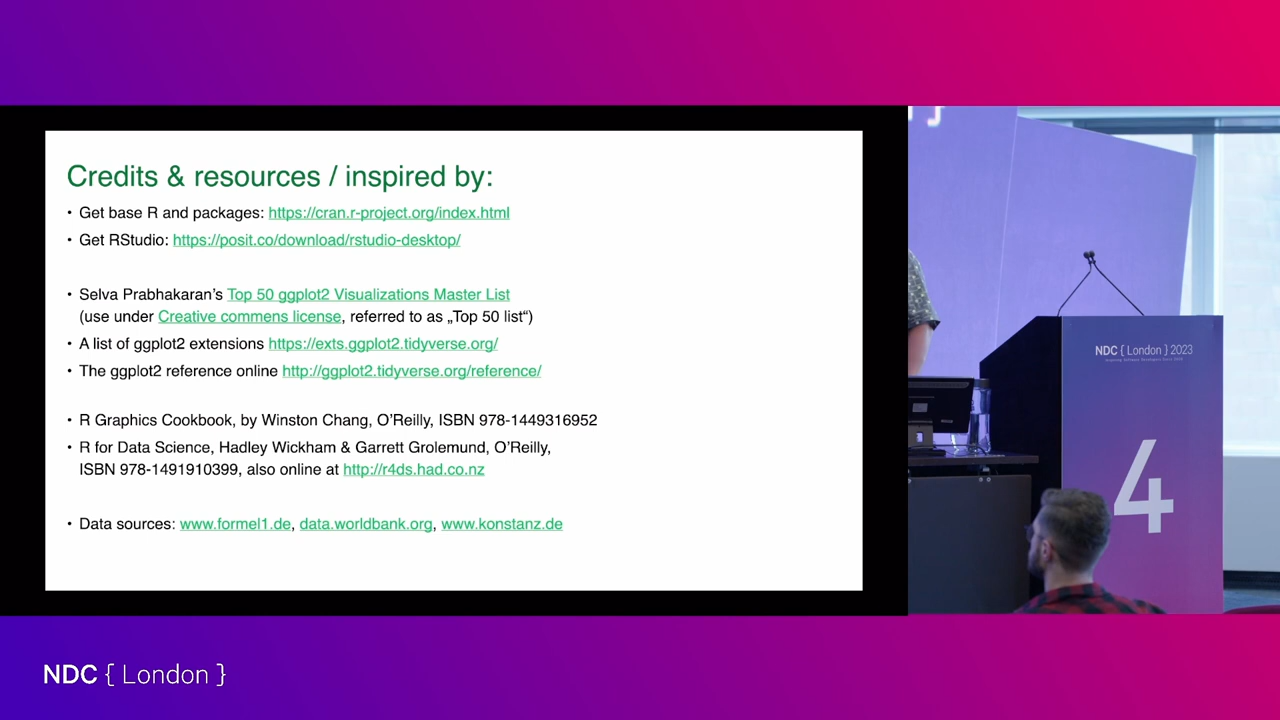 Credits & resources / inspired by:
• Get base R and packages: https://cran.r-project.org/index.html
• Get RStudio: https://posit.co/download/rstudio-desktop/
• Selva Prabhakaran’s Top 50 ggplot2 Visualizations Master List
(use under Creative commens license, referred to as „Top 50 list“)
• A list of ggplot2 extensions https://exts.ggplot2.tidyverse.org/
• The ggplot2 reference online http://ggplot2.tidyverse.org/reference/
• R Graphics Cookbook, by Winston Chang, O’Reilly, ISBN 978-1449316952
• R for Data Science, Hadley Wickham & Garrett Grolemund, O’Reilly,
ISBN 978-1491910399, also online at http://r4ds.had.co.nz
• Data sources: www.formel1.de, data.worldbank.org, www.konstanz.de
NDC { London } 2023
4
NDC { London }